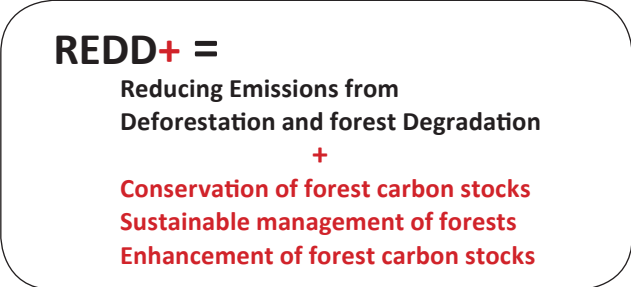 REDD+ =
Reducing Emissions from
Deforestation and forest Degradation
+
Conservation of forest carbon stocks
Sustainable management of forests
Enhancement of forest carbon stocks